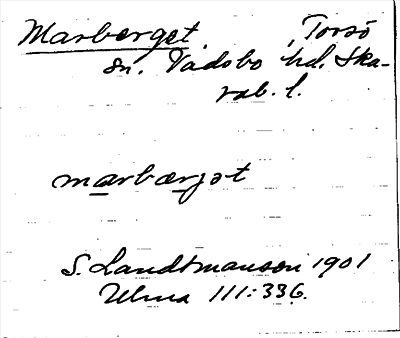 Marberget, Torsö
sn. Vadsbo hd. Ska-
rab. l.
marbærjət
S. Landtmanson 1901
Ulma 111:336.